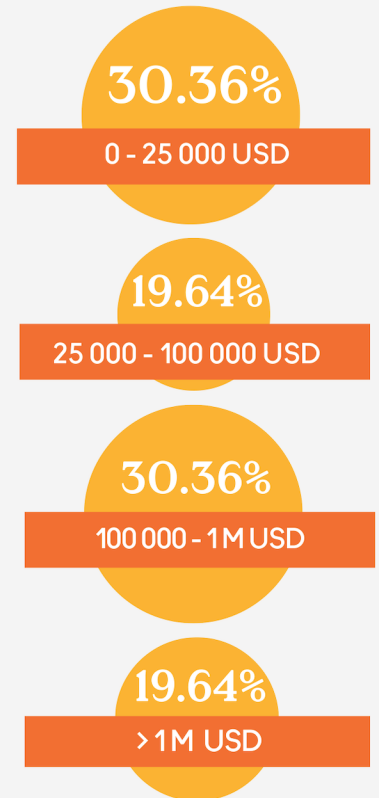 30.36%
0 - 25 000 USD
19.64%
25 000 - 100 000 USD
30.36%
100 000 - 1 M USD
19.64%
> 1 M USD